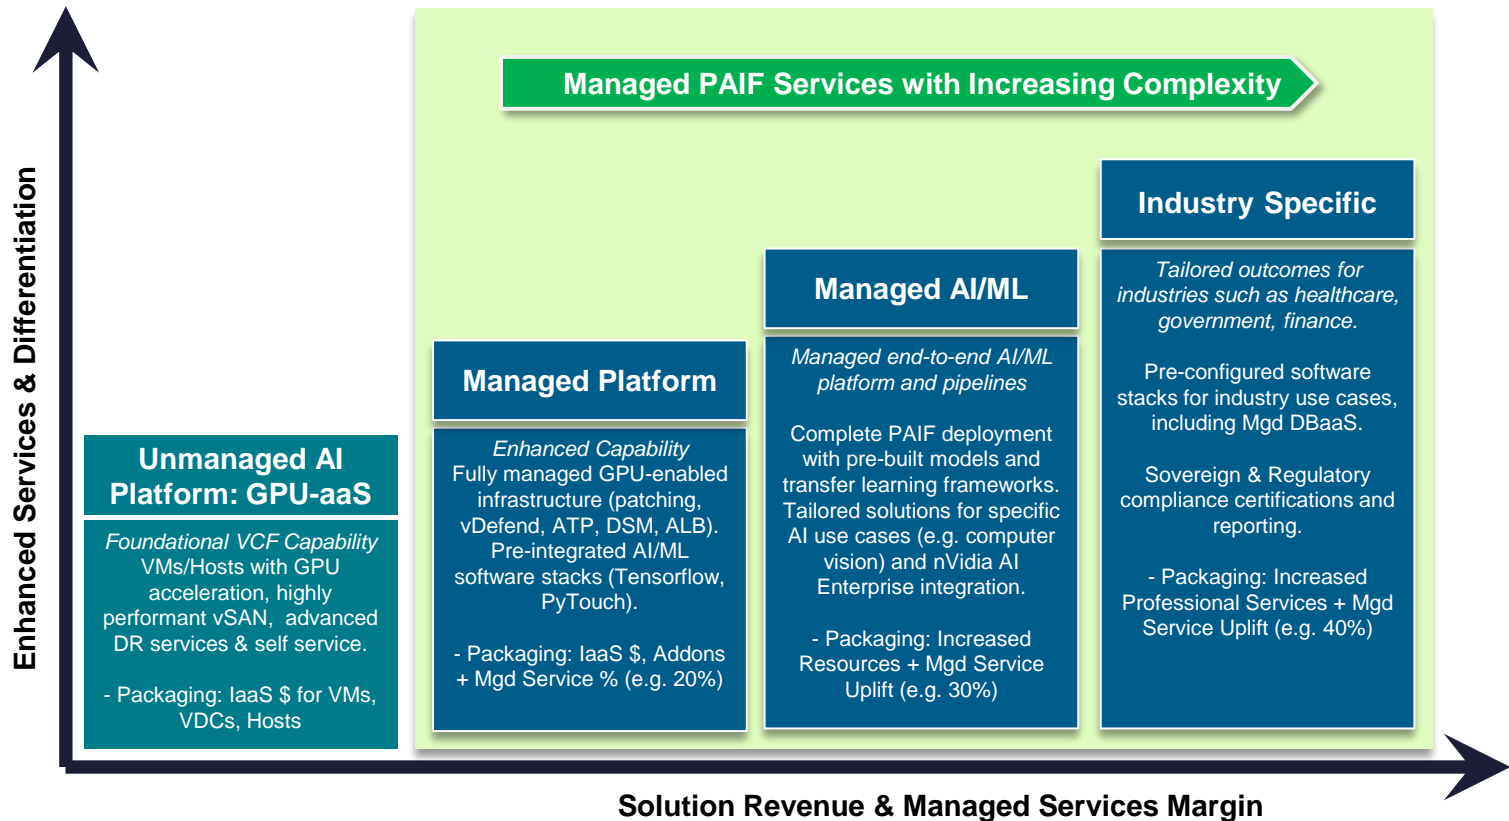 Enhanced Services & Differentiation
Managed PAIF Services with Increasing Complexity
Unmanaged AI
Platform: GPU-aaS
Foundational VCF Capability
VMs/Hosts with GPU
acceleration, highly
performant vSAN,  advanced
DR services & self service.
- Packaging: IaaS $ for VMs,
VDCs, Hosts
Managed Platform
Enhanced Capability
Fully managed GPU-enabled
infrastructure (patching,
vDefend, ATP, DSM, ALB).
Pre-integrated AI/ML
software stacks (Tensorflow,
PyTouch).
- Packaging: IaaS $, Addons
+ Mgd Service % (e.g. 20%)
Managed AI/ML
Managed end-to-end AI/ML
platform and pipelines
Complete PAIF deployment
with pre-built models and
transfer learning frameworks.
Tailored solutions for specific
AI use cases (e.g. computer
vision) and nVidia AI
Enterprise integration.
- Packaging: Increased
Resources + Mgd Service
Uplift (e.g. 30%)
Industry Specific
Tailored outcomes for
industries such as healthcare,
government, finance.
Pre-configured software
stacks for industry use cases,
including Mgd DBaaS.
Sovereign & Regulatory
compliance certifications and
reporting.
- Packaging: Increased
Professional Services + Mgd
Service Uplift (e.g. 40%)
Solution Revenue & Managed Services Margin